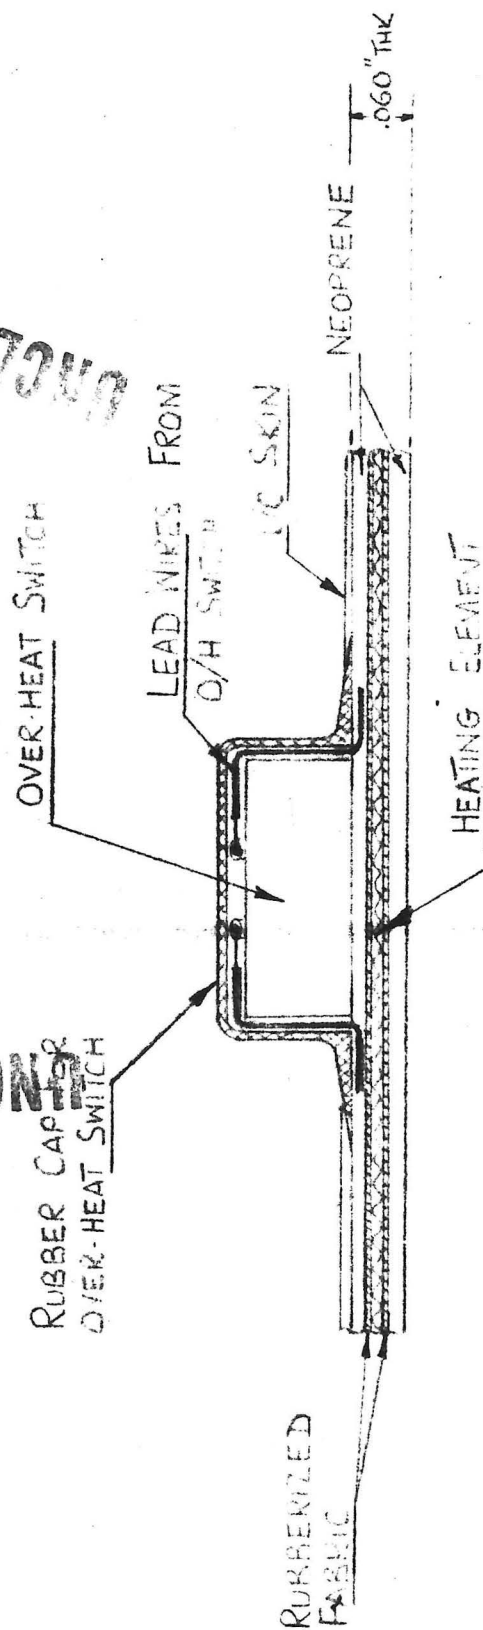 OVER-HEAT SWITCH
LEAD WIRES FROM
O/H SWITCH
SKIN
NEOPRENE
.060" THK
RUBBER CAP FOR
OVER-HEAT SWITCH
RUBBERIZED
FABRIC
HEATING ELEMENT